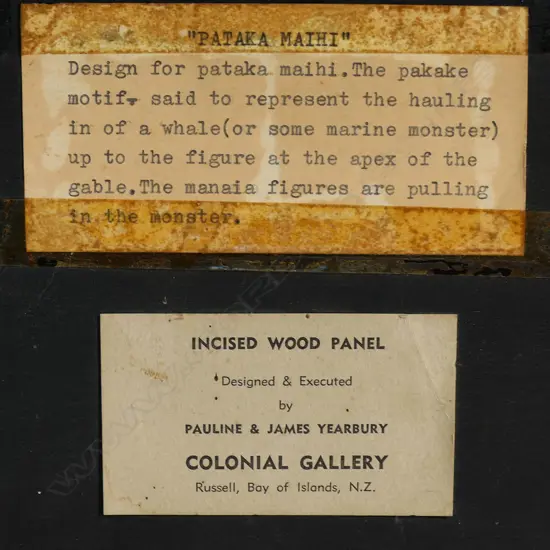 "PATAKA MAIHI"
Design for pataka maihi.The pakake
motif, said to represent the hauling
in of a whale(or some marine monster)
up to the figure at the apex of the
gable.The manaia figures are pulling
in the monster.
INCISED WOOD PANEL
Designed & Executed
by
PAULINE & JAMES YEARBURY
COLONIAL GALLERY
Russell, Bay of Islands, N.Z.